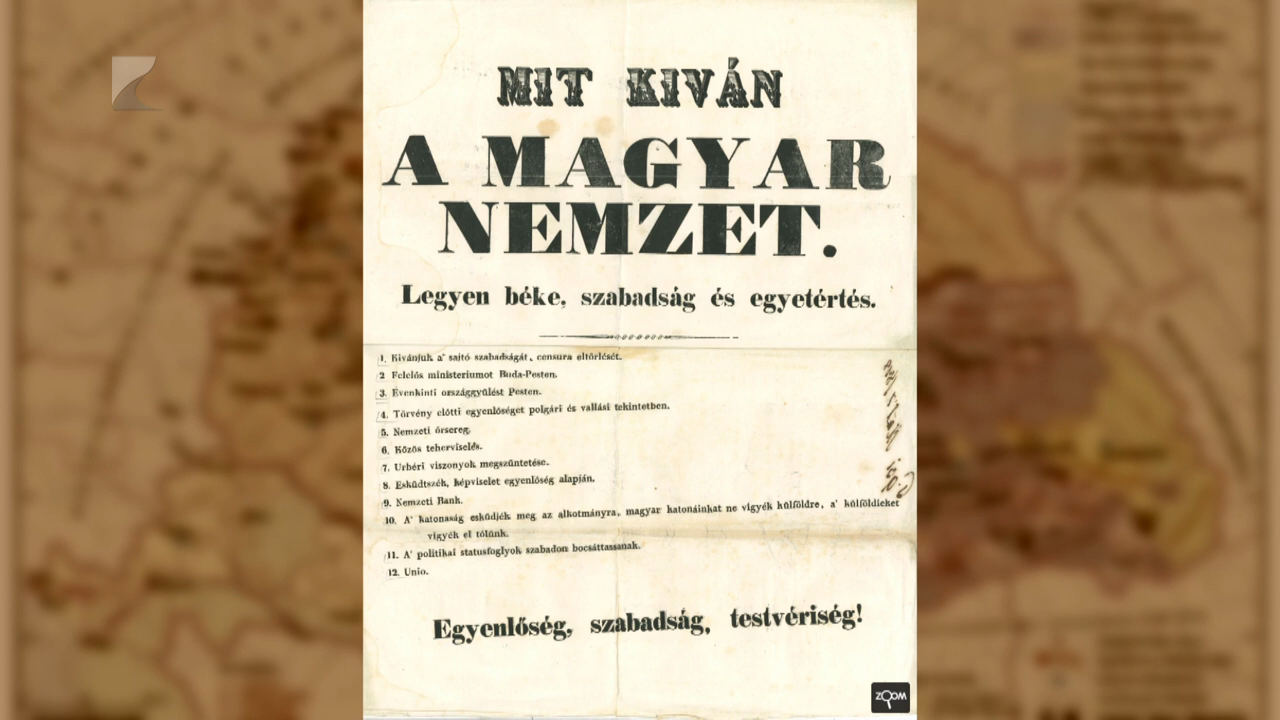 MIT KIVÁN
A MAGYAR
NEMZET.
Legyen béke, szabadság és egyetértés.
1. Kivánjuk a' sajtó szabadságát, censura eltörlését.
2 Felelős ministeriumot Buda-Pesten.
3. Évenkinti országgyülést Pesten.
4. Törvény előtti egyenlőséget polgári és vallási tekintetben.
5. Nemzeti őrsereg.
6. Közös teherviselés.
7. Urbéri viszonyok megszüntetése.
8. Esküdtszék, képviselet egyenlőség alapján.
9. Nemzeti Bank.
10. A' katonaság esküdjék meg az alkotmányra, magyar katonáinkat ne vigyék külföldre, a' külföldieket
vigyék el tőlünk.
11. A' politikai statusfoglyok szabadon bocsáttassanak.
12. Unio.
Egyenlőség, szabadság, testvériség!
ZOOM